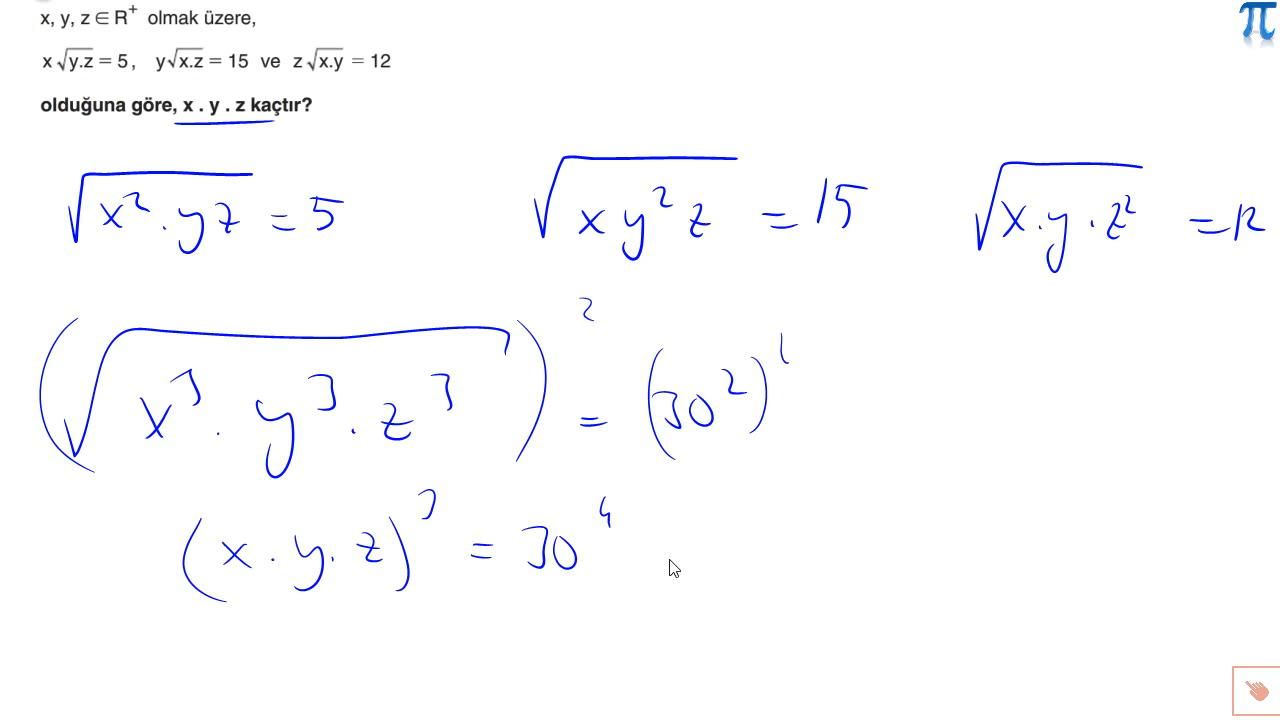 x, y, z ∈ R⁺ olmak üzere,
x √y.z = 5, y√x.z = 15 ve z √x.y = 12
olduğuna göre, x . y . z kaçtır?
√(x² . yz) = 5 √(x y² z) = 15 √(x . y . z²) = 12
(√(x³ . y³ . z³))² = (30²)²
(x . y . z)³ = 30⁴
π